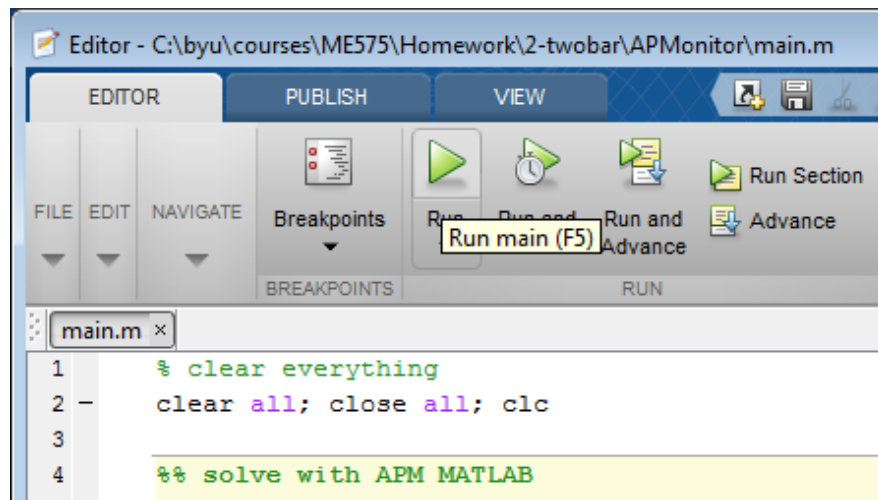 Editor - C:\byu\courses\ME575\Homework\2-twobar\APMonitor\main.m
EDITOR PUBLISH VIEW
FILE EDIT NAVIGATE Breakpoints Run and Advance Run Section
Advance
Run main (F5)
BREAKPOINTS RUN
main.m ×
1 % clear everything
2 - clear all; close all; clc
3
4 %% solve with APM MATLAB